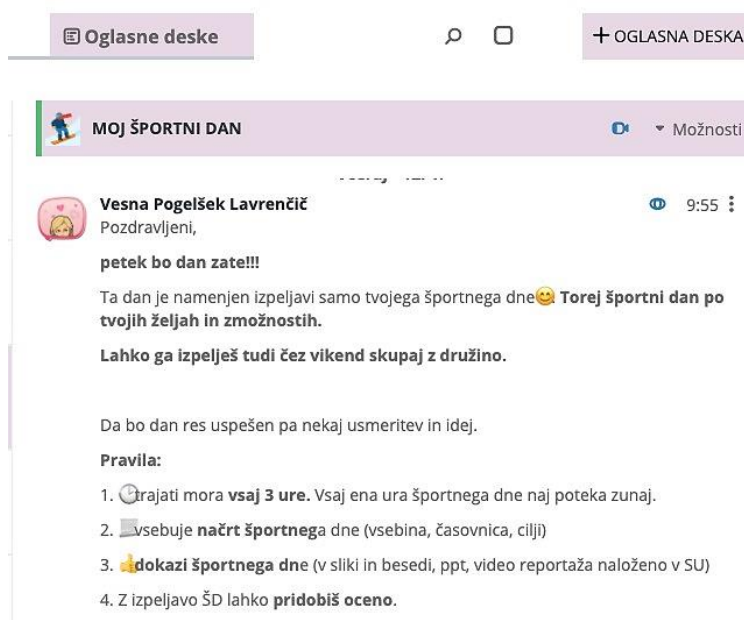 Oglasne deske
+ OGLASNA DESKA
MOJ ŠPORTNI DAN
Možnosti
Vesna Pogelšek Lavrenčič
9:55
Pozdravljeni,
petek bo dan zate!!!
Ta dan je namenjen izpeljavi samo tvojega športnega dne😊 Torej športni dan po
tvojih željah in zmožnostih.
Lahko ga izpelješ tudi čez vikend skupaj z družino.
Da bo dan res uspešen pa nekaj usmeritev in idej.
Pravila:
1. trajati mora vsaj 3 ure. Vsaj ena ura športnega dne naj poteka zunaj.
2. vsebuje načrt športnega dne (vsebina, časovnica, cilji)
3. 👍dokazi športnega dne (v sliki in besedi, ppt, video reportaža naloženo v SU)
4. Z izpeljavo ŠD lahko pridobiš oceno.